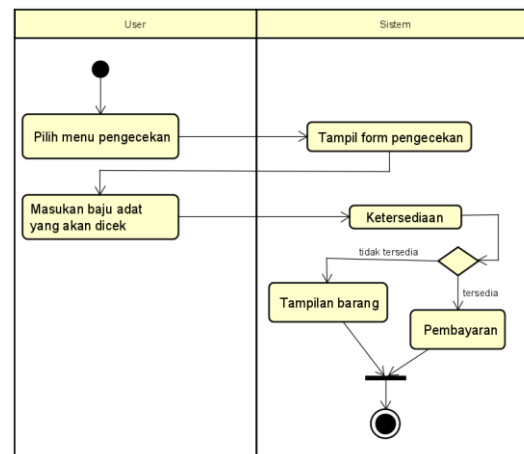 User
Sistem
Pilih menu pengecekan
Tampil form pengecekan
Masukan baju adat
yang akan dicek
Ketersediaan
tidak tersedia
tersedia
Tampilan barang
Pembayaran